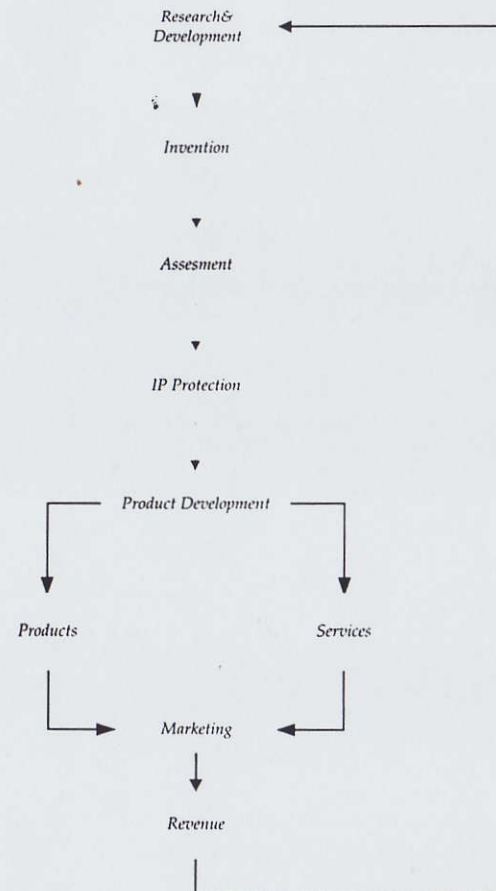 Research&
Development
Invention
Assesment
IP Protection
Product Development
Products
Services
Marketing
Revenue